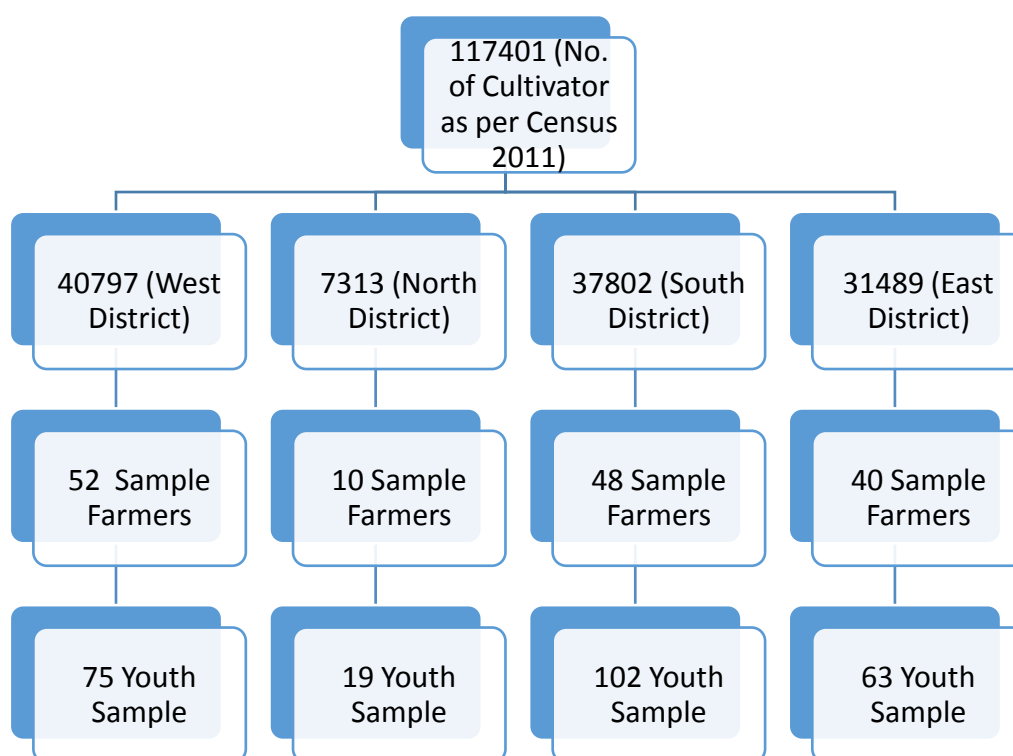 117401 (No.
of Cultivator
as per Census
2011)
40797 (West
District)
7313 (North
District)
37802 (South
District)
31489 (East
District)
52  Sample
Farmers
10 Sample
Farmers
48 Sample
Farmers
40 Sample
Farmers
75 Youth
Sample
19 Youth
Sample
102 Youth
Sample
63 Youth
Sample